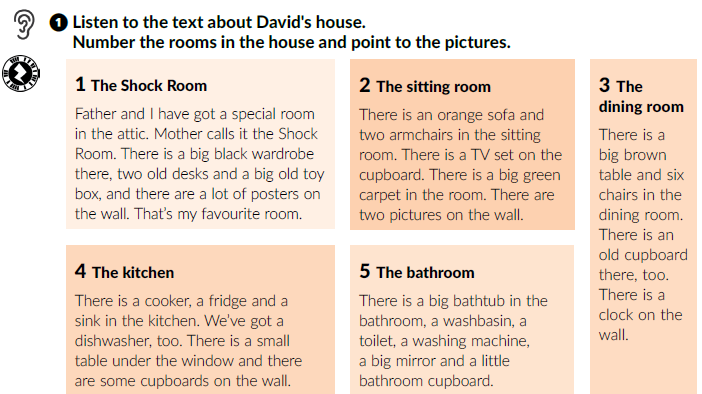 1 Listen to the text about David's house.
Number the rooms in the house and point to the pictures.
1 The Shock Room
Father and I have got a special room
in the attic. Mother calls it the Shock
Room. There is a big black wardrobe
there, two old desks and a big old toy
box, and there are a lot of posters on
the wall. That's my favourite room.
2 The sitting room
There is an orange sofa and
two armchairs in the sitting
room. There is a TV set on the
cupboard. There is a big green
carpet in the room. There are
two pictures on the wall.
3 The
dining room
There is a
big brown
table and six
chairs in the
dining room.
There is an
old cupboard
there, too.
There is a
clock on the
wall.
4 The kitchen
There is a cooker, a fridge and a
sink in the kitchen. We've got a
dishwasher, too. There is a small
table under the window and there
are some cupboards on the wall.
5 The bathroom
There is a big bathtub in the
bathroom, a washbasin, a
toilet, a washing machine,
a big mirror and a little
bathroom cupboard.